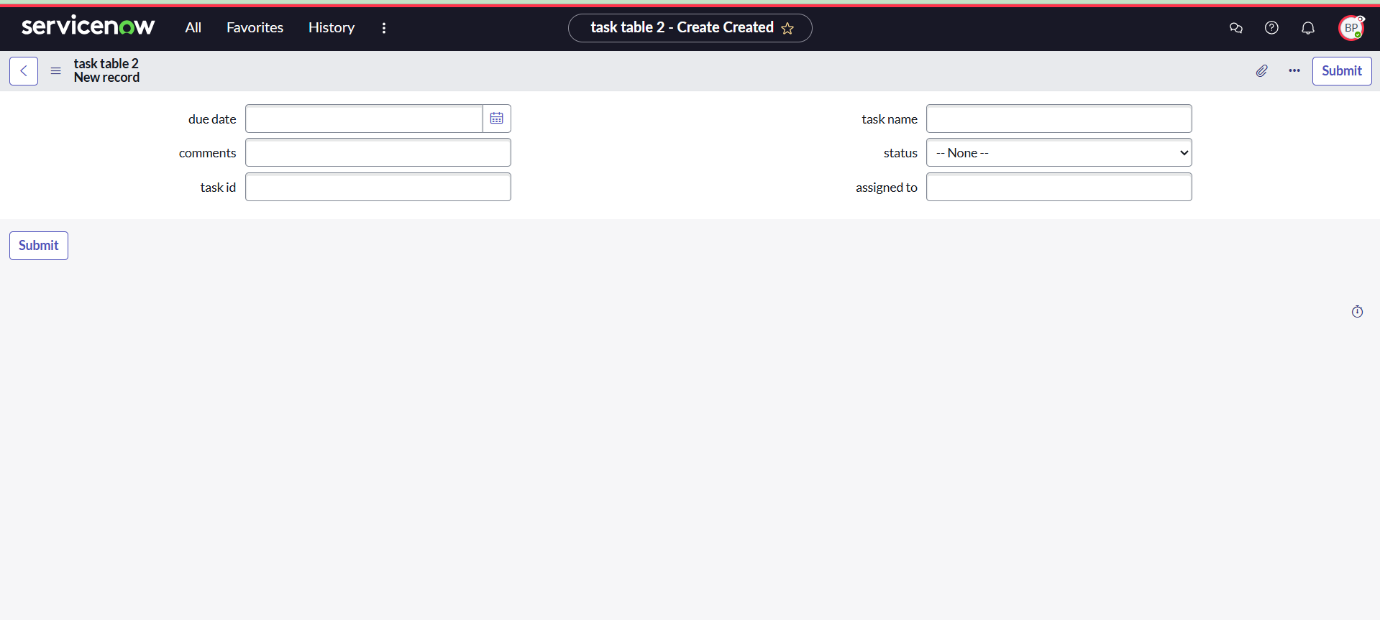 servicenow All Favorites History task table 2 - Create Created BP
task table 2
New record
Submit
due date
task name
comments
status -- None --
task id
assigned to
Submit